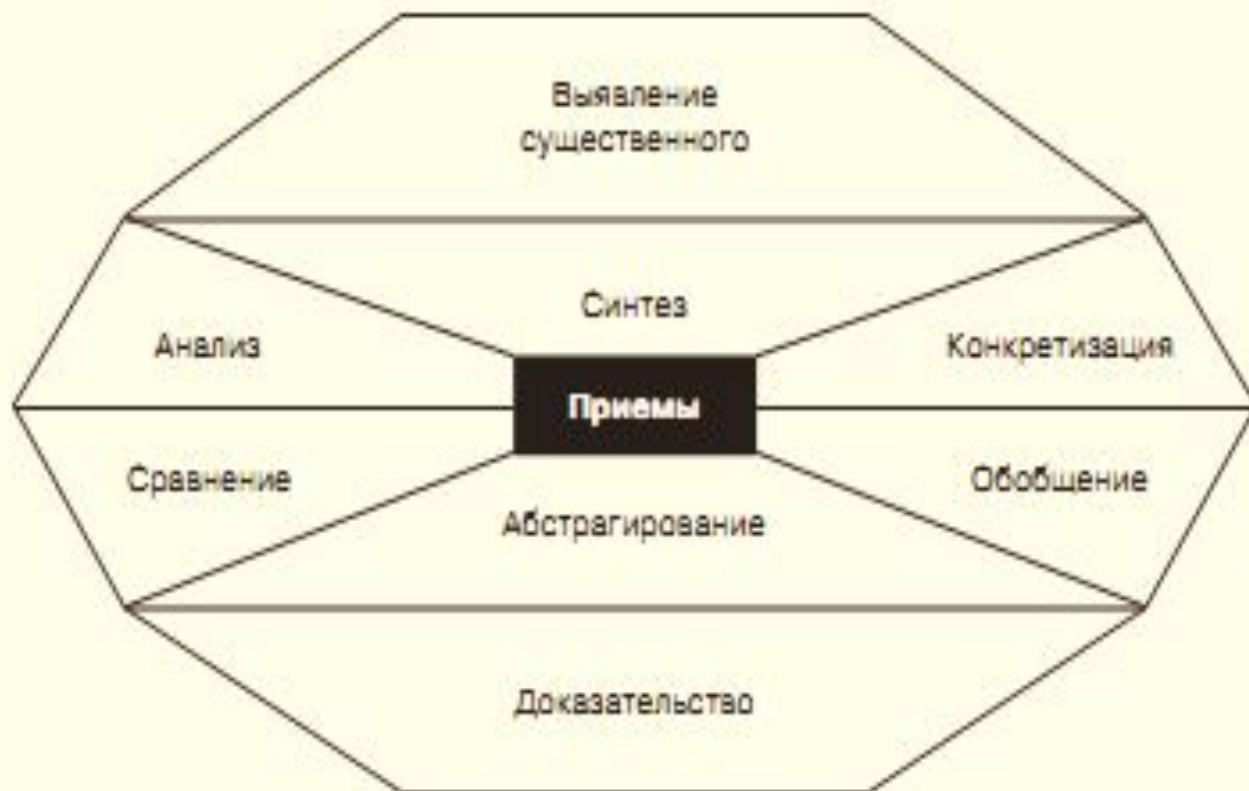 Выявление
существенного
Синтез
Анализ
Конкретизация
Приемы
Сравнение
Обобщение
Абстрагирование
Доказательство